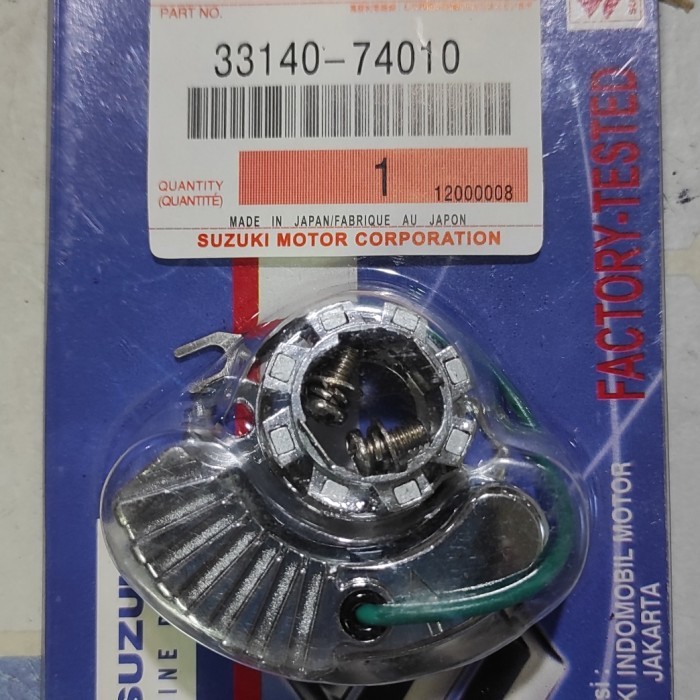 PART NO.
33140-74010
QUANTITY
(QUANTITÉ)
1
12000008
MADE IN JAPAN/FABRIQUE AU JAPON
SUZUKI MOTOR CORPORATION
FACTORY-TESTED
INDOMOBIL MOTOR
JAKARTA
SUZU
INE